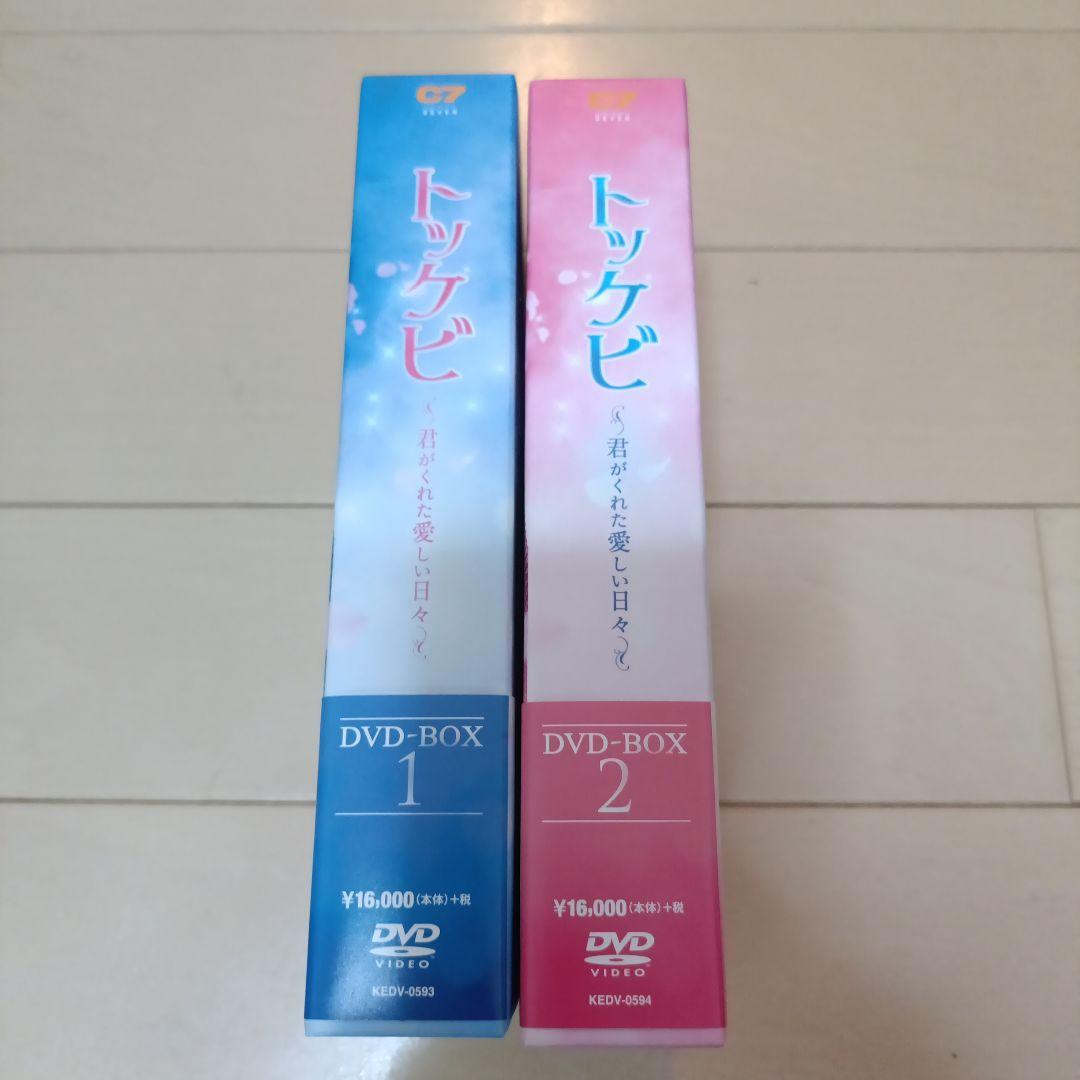 C7
SEVEN
トッケビ
君がくれた愛しい日々
DVD-BOX
1
¥16,000(本体)+税
DVD
VIDEO
KEDV-0593
C7
SEVEN
トッケビ
君がくれた愛しい日々
DVD-BOX
2
¥16,000(本体)+税
DVD
VIDEO
KEDV-0594